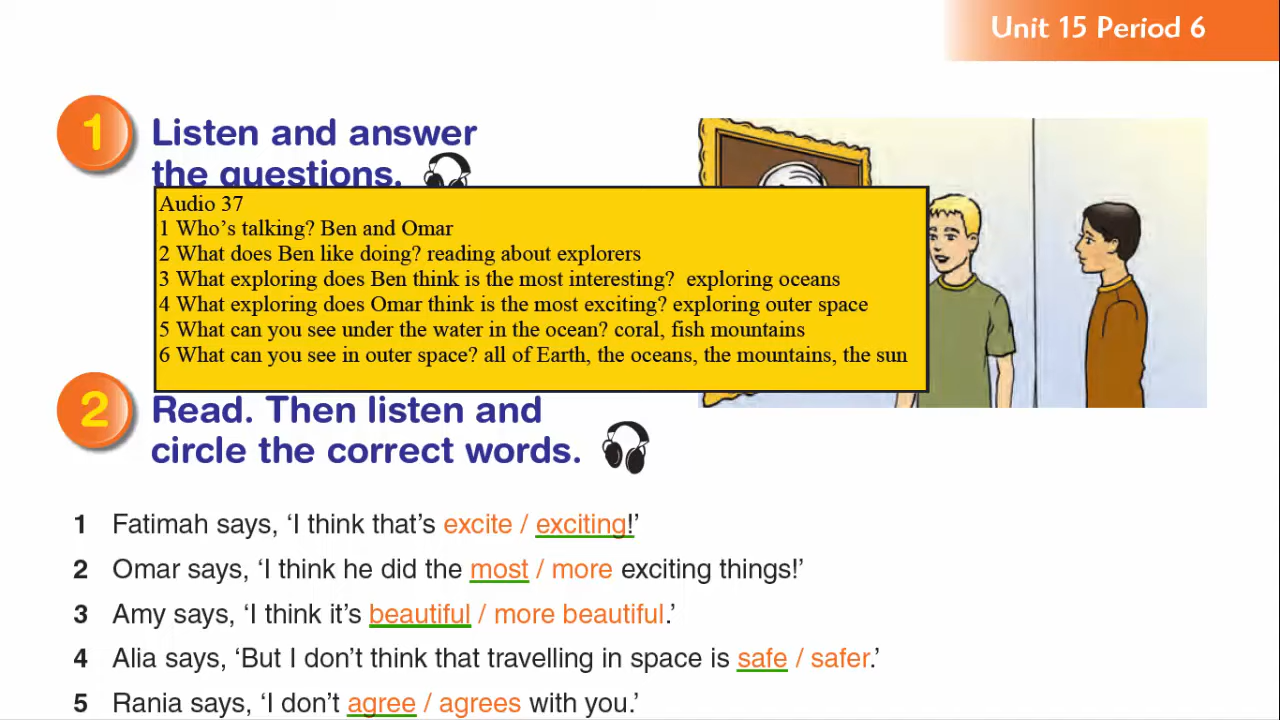 Unit 15 Period 6
1 Listen and answer
the questions.
Audio 37
1 Who's talking? Ben and Omar
2 What does Ben like doing? reading about explorers
3 What exploring does Ben think is the most interesting?  exploring oceans
4 What exploring does Omar think is the most exciting? exploring outer space
5 What can you see under the water in the ocean? coral, fish mountains
6 What can you see in outer space? all of Earth, the oceans, the mountains, the sun
2 Read. Then listen and
circle the correct words.
1 Fatimah says, ‘I think that’s excite / exciting!’
2 Omar says, ‘I think he did the most / more exciting things!’
3 Amy says, ‘I think it’s beautiful / more beautiful.’
4 Alia says, ‘But I don’t think that travelling in space is safe / safer.’
5 Rania says, ‘I don’t agree / agrees with you.’